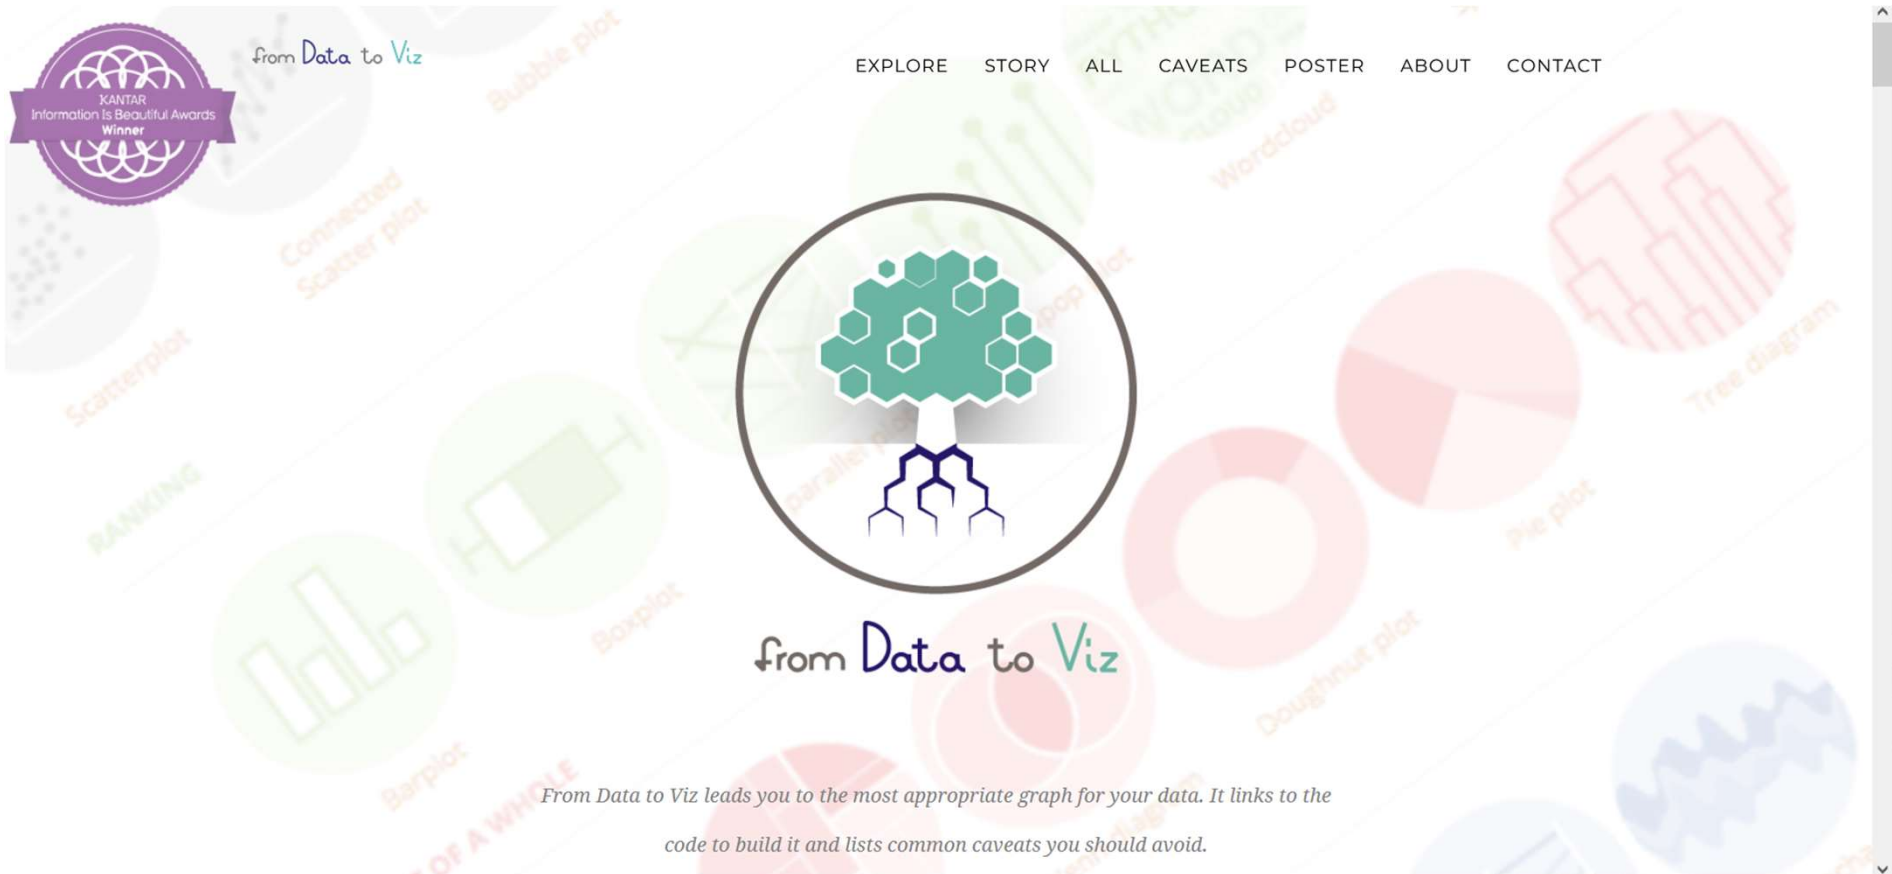 KANTAR
Information is Beautiful Awards
Winner
from Data to Viz
EXPLORE STORY ALL CAVEATS POSTER ABOUT CONTACT
Bubble plot
Wordcloud
Connected
Scatter plot
Scatterplot
Tree diagram
parallel plot
RANKING
Pie plot
Boxplot
Doughnut plot
from Data to Viz
Barplot
OF A WHOLE
From Data to Viz leads you to the most appropriate graph for your data. It links to the
code to build it and lists common caveats you should avoid.